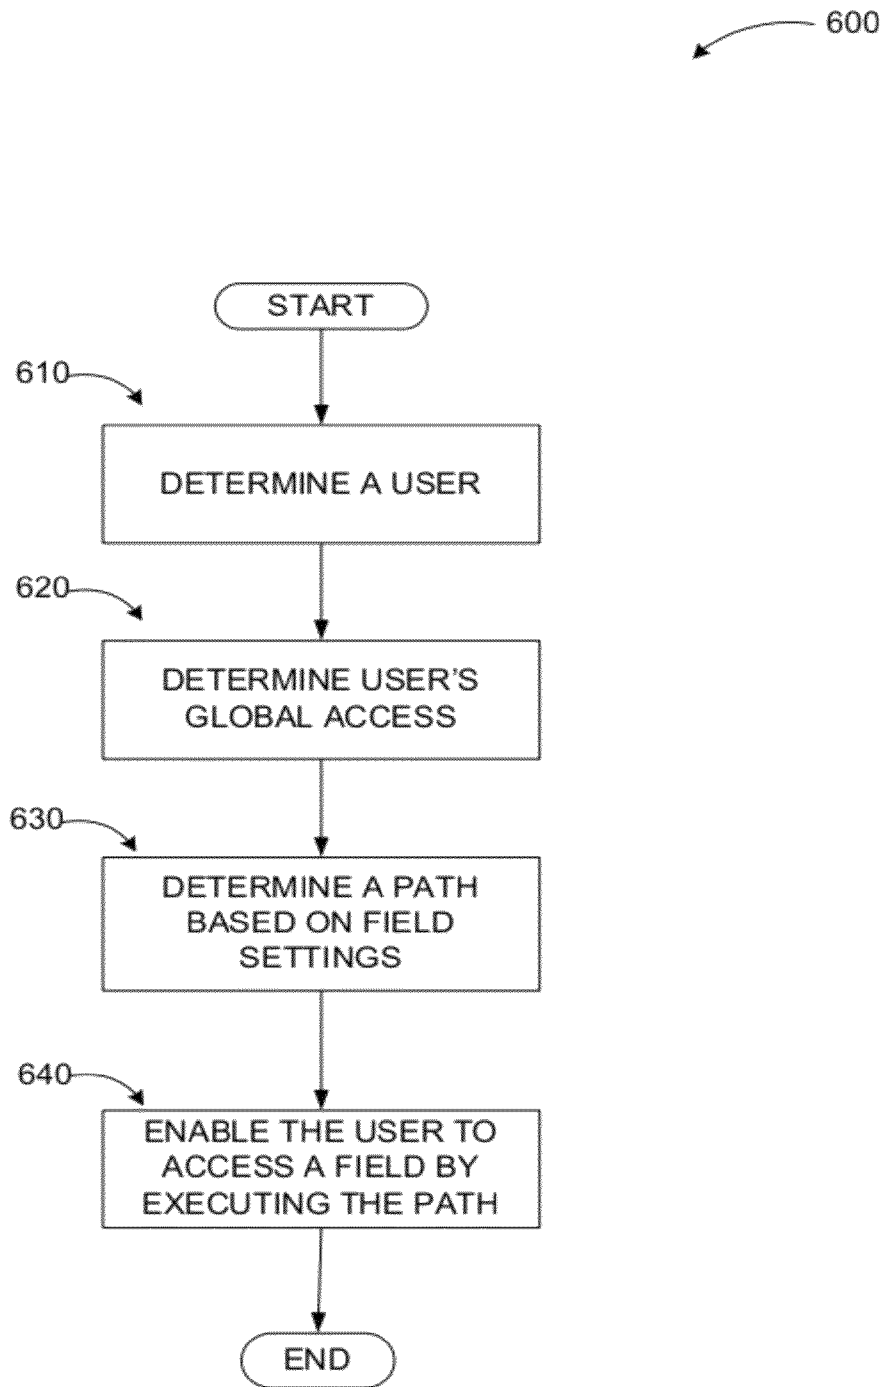 600
START
610
DETERMINE A USER
620
DETERMINE USER'S
GLOBAL ACCESS
630
DETERMINE A PATH
BASED ON FIELD
SETTINGS
640
ENABLE THE USER TO
ACCESS A FIELD BY
EXECUTING THE PATH
END